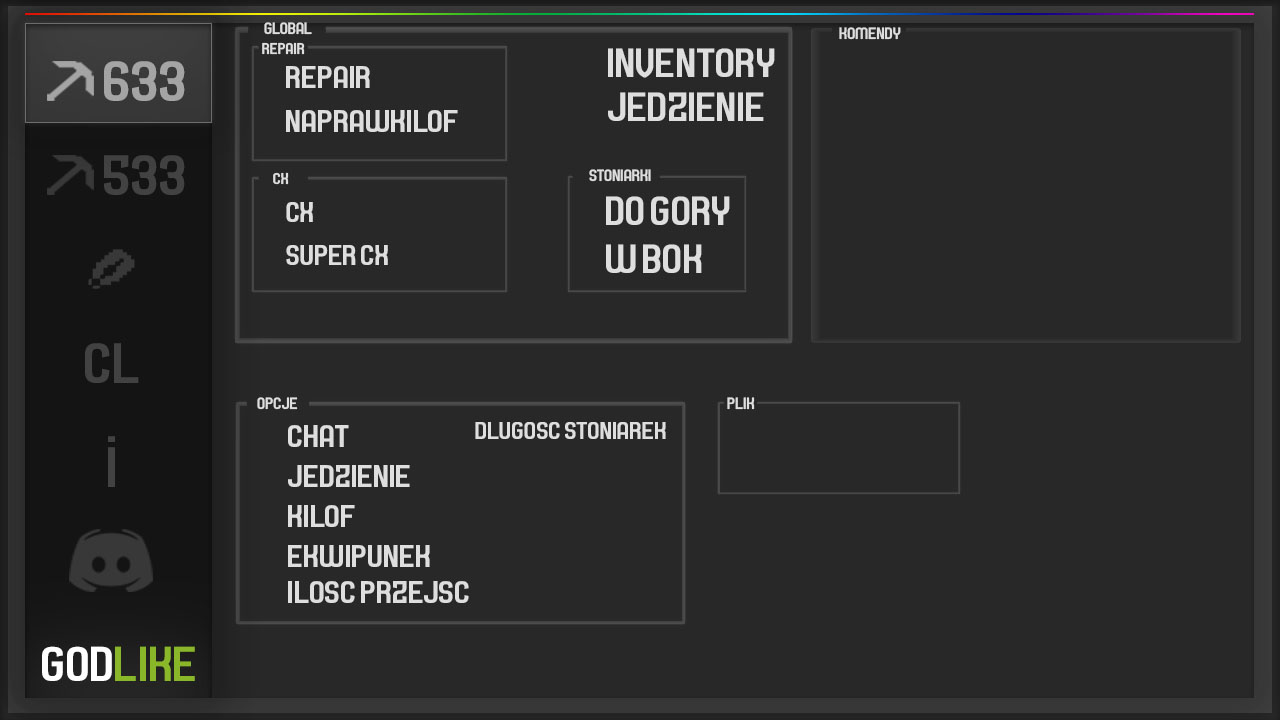 633
533
CL
i
GODLIKE
GLOBAL
REPAIR
REPAIR
NAPRAWKILOF
CX
CX
SUPER CX
INVENTORY
JEDZIENIE
STONIARKI
DO GORY
W BOK
KOMENDY
OPCJE
CHAT
JEDZIENIE
KILOF
EKWIPUNEK
ILOSC PRZEJSC
DLUGOSC STONIAREK
PLIK